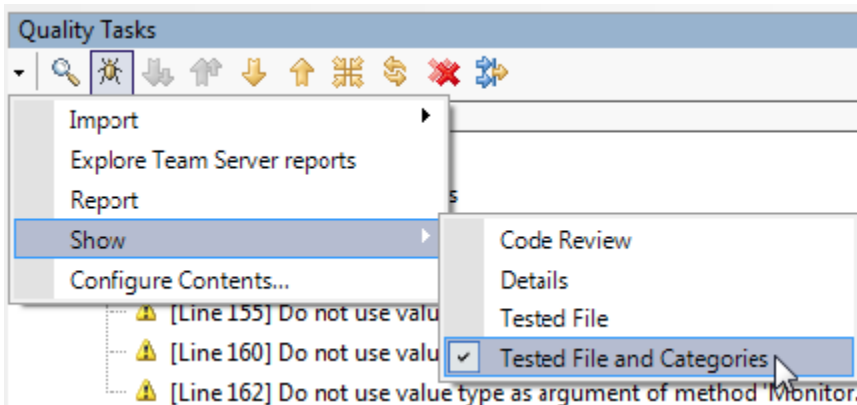 Quality Tasks
Import
Explore Team Server reports
Report
s
Show
Code Review
Configure Contents...
Details
Tested File
[Line 155] Do not use valu
[Line 160] Do not use valu
Tested File and Categories
[Line 162] Do not use value type as argument of method 'Monitor.